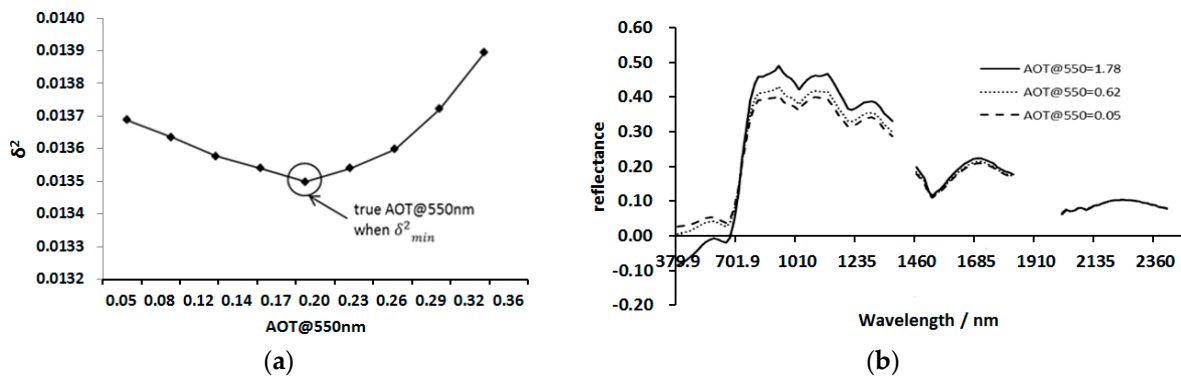 0.0140
0.0139
0.0138
0.0137
0.0136
0.0135
0.0134
0.0133
0.0132
δ²
true AOT@550nm
when δ²min
0.05 0.08 0.12 0.14 0.17 0.20 0.23 0.26 0.29 0.32 0.36
AOT@550nm
(a)
0.60
0.50
0.40
0.30
0.20
0.10
0.00
-0.10
-0.20
reflectance
AOT@550=1.78
AOT@550=0.62
AOT@550=0.05
379.9 701.9 1010 1235 1460 1685 1910 2135 2360
Wavelength / nm
(b)